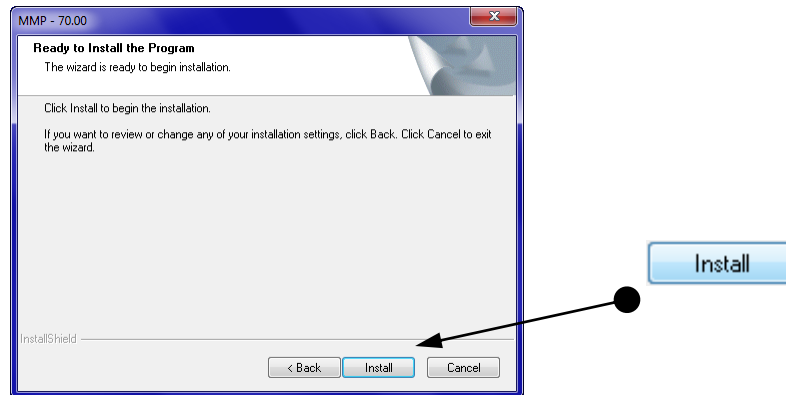 MMP - 70.00
Ready to Install the Program
The wizard is ready to begin installation.
Click Install to begin the installation.
If you want to review or change any of your installation settings, click Back. Click Cancel to exit
the wizard.
Install
InstallShield
< Back Install Cancel